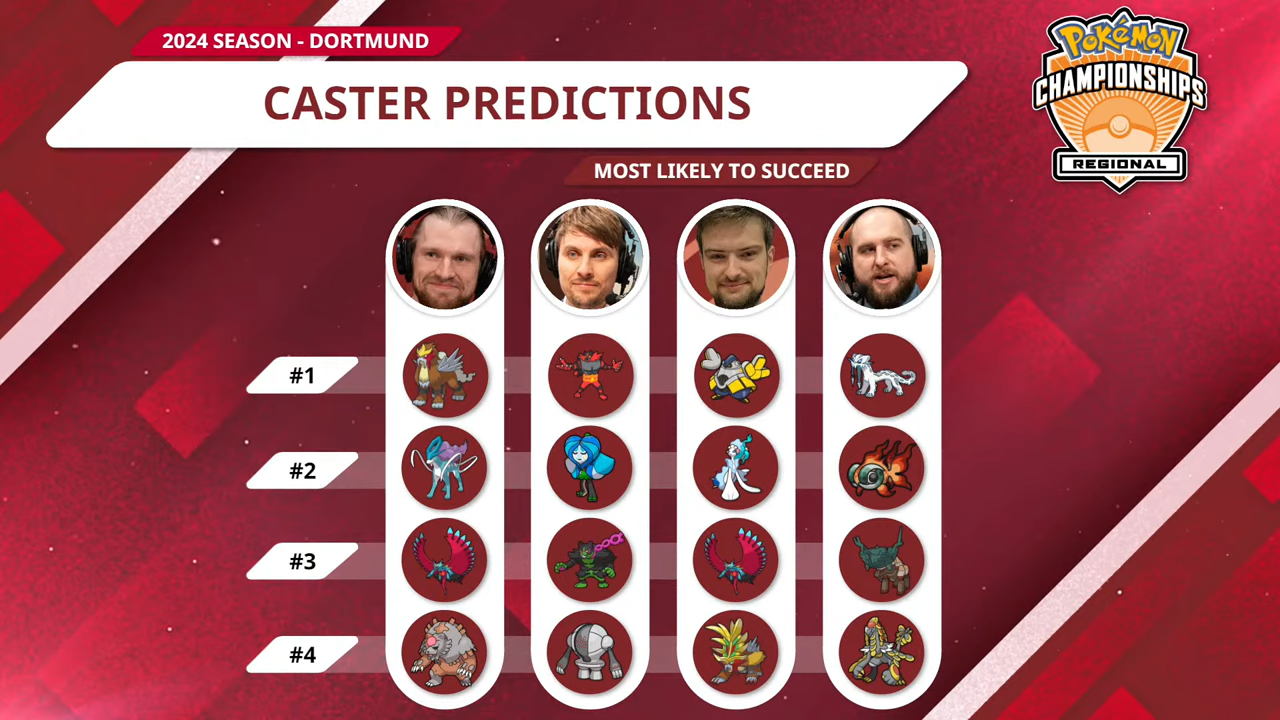 2024 SEASON - DORTMUND
CASTER PREDICTIONS
MOST LIKELY TO SUCCEED
POKéMON
CHAMPIONSHIPS
REGIONAL
#1
#2
#3
#4